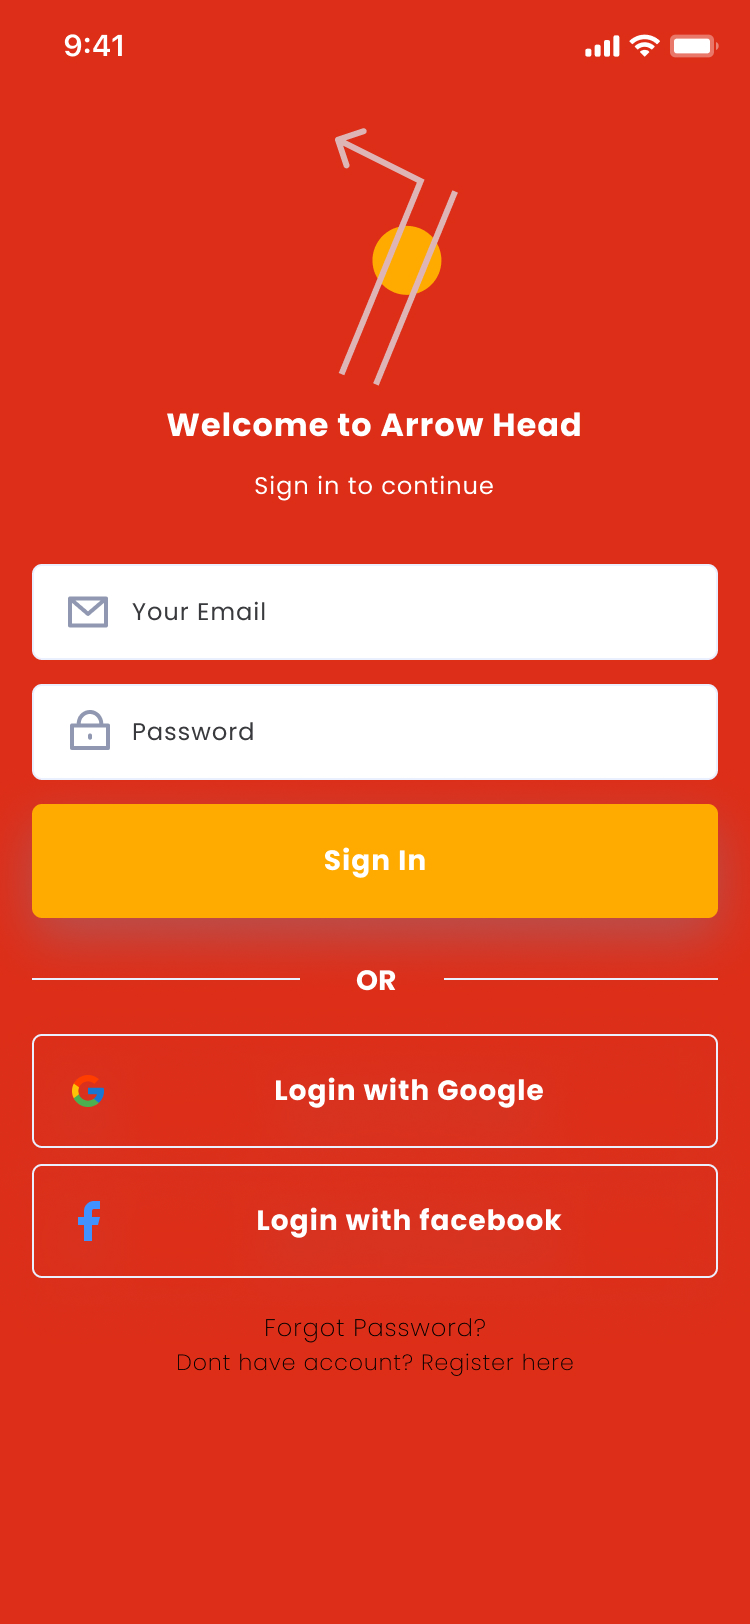 9:41
Welcome to Arrow Head
Sign in to continue
Your Email
Password
Sign In
OR
Login with Google
Login with facebook
Forgot Password?
Dont have account? Register here